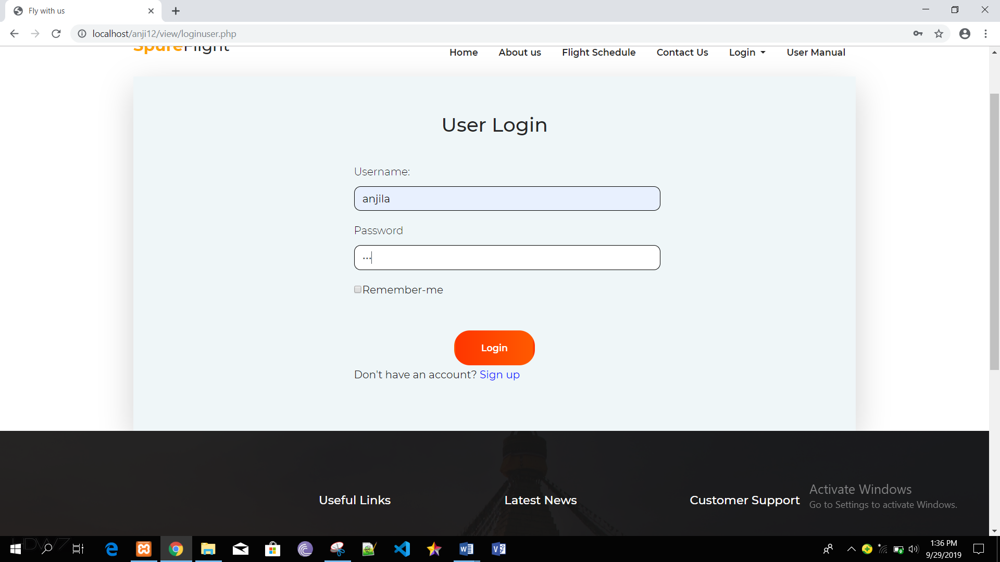 Fly with us
localhost/anji12/view/loginuser.php
SpureFlight
Home About us Flight Schedule Contact Us Login User Manual
User Login
Username:
anjila
Password
•••
Remember-me
Login
Don't have an account? Sign up
Useful Links Latest News Customer Support
Activate Windows
Go to Settings to activate Windows.
HDW7
1:36 PM
9/29/2019